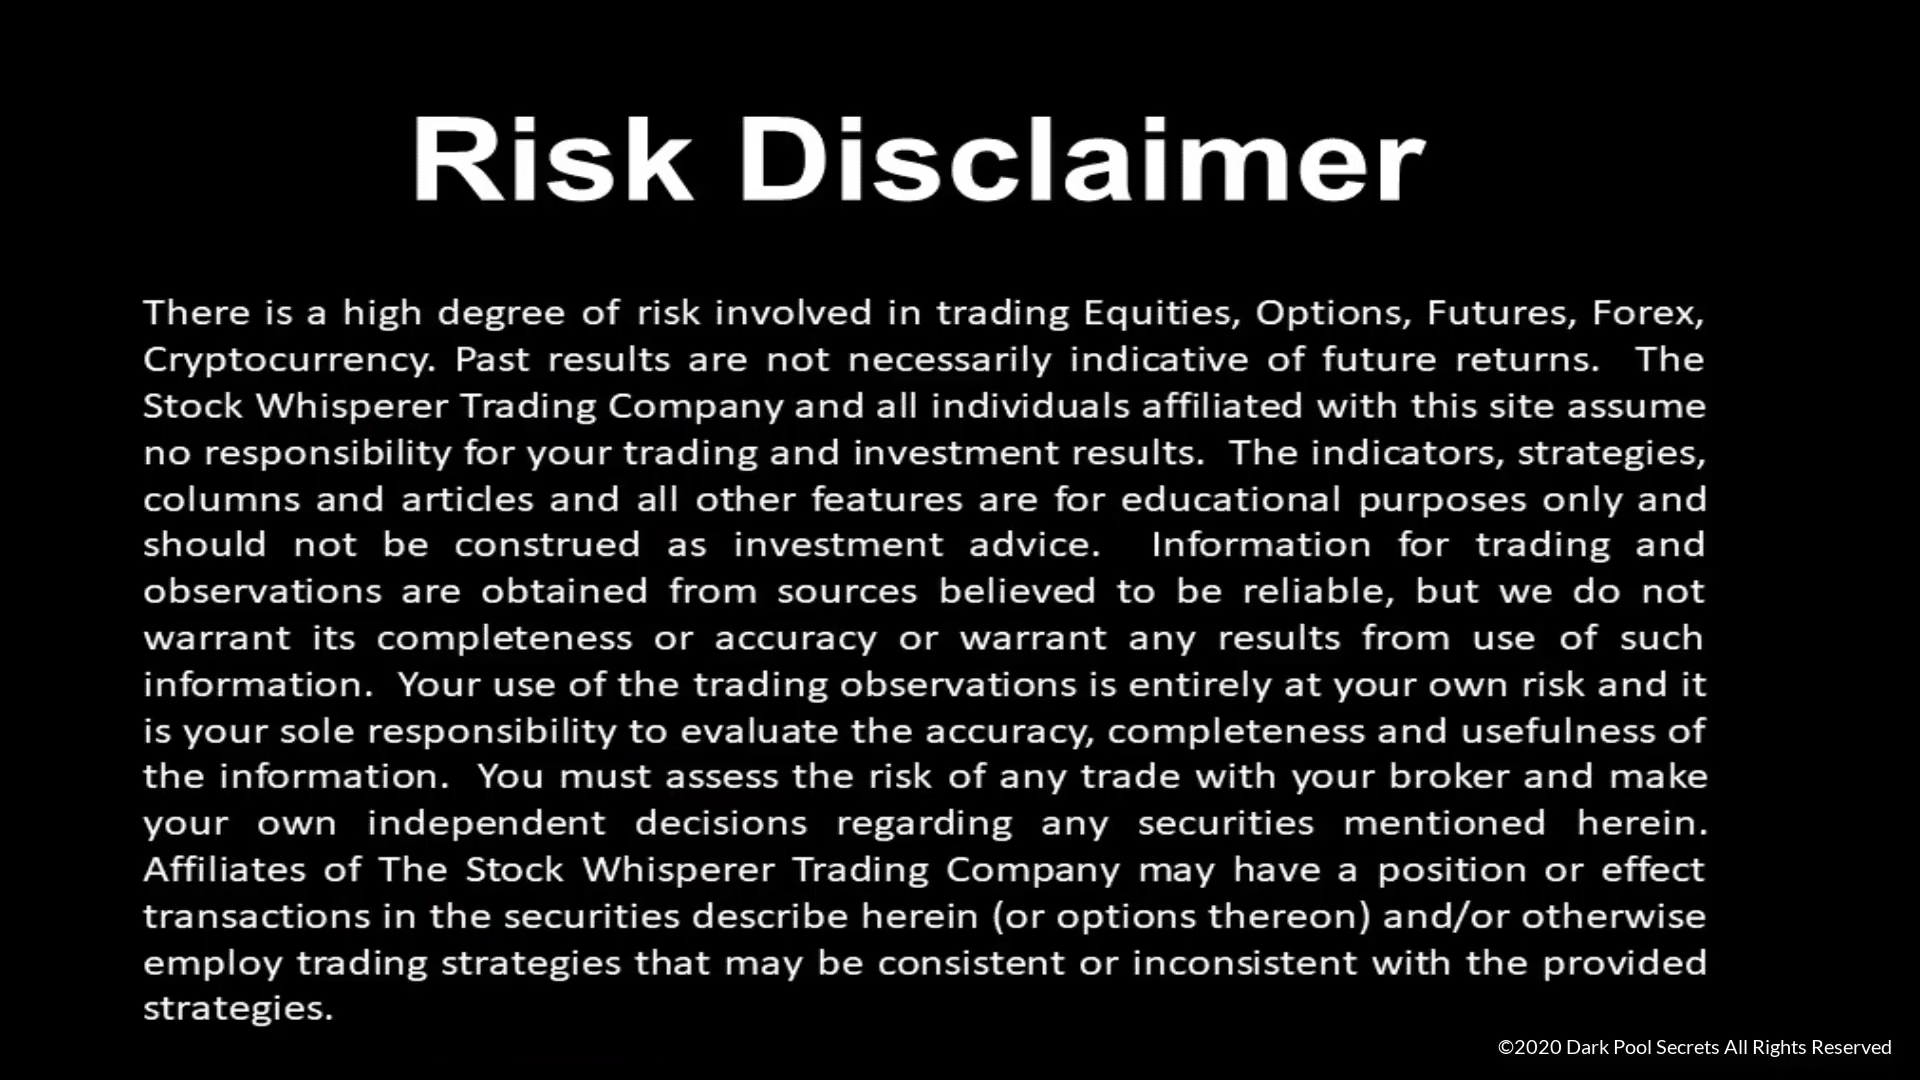 Risk Disclaimer
There is a high degree of risk involved in trading Equities, Options, Futures, Forex,
Cryptocurrency. Past results are not necessarily indicative of future returns. The
Stock Whisperer Trading Company and all individuals affiliated with this site assume
no responsibility for your trading and investment results. The indicators, strategies,
columns and articles and all other features are for educational purposes only and
should not be construed as investment advice. Information for trading and
observations are obtained from sources believed to be reliable, but we do not
warrant its completeness or accuracy or warrant any results from use of such
information. Your use of the trading observations is entirely at your own risk and it
is your sole responsibility to evaluate the accuracy, completeness and usefulness of
the information. You must assess the risk of any trade with your broker and make
your own independent decisions regarding any securities mentioned herein.
Affiliates of The Stock Whisperer Trading Company may have a position or effect
transactions in the securities describe herein (or options thereon) and/or otherwise
employ trading strategies that may be consistent or inconsistent with the provided
strategies.
©2020 Dark Pool Secrets All Rights Reserved